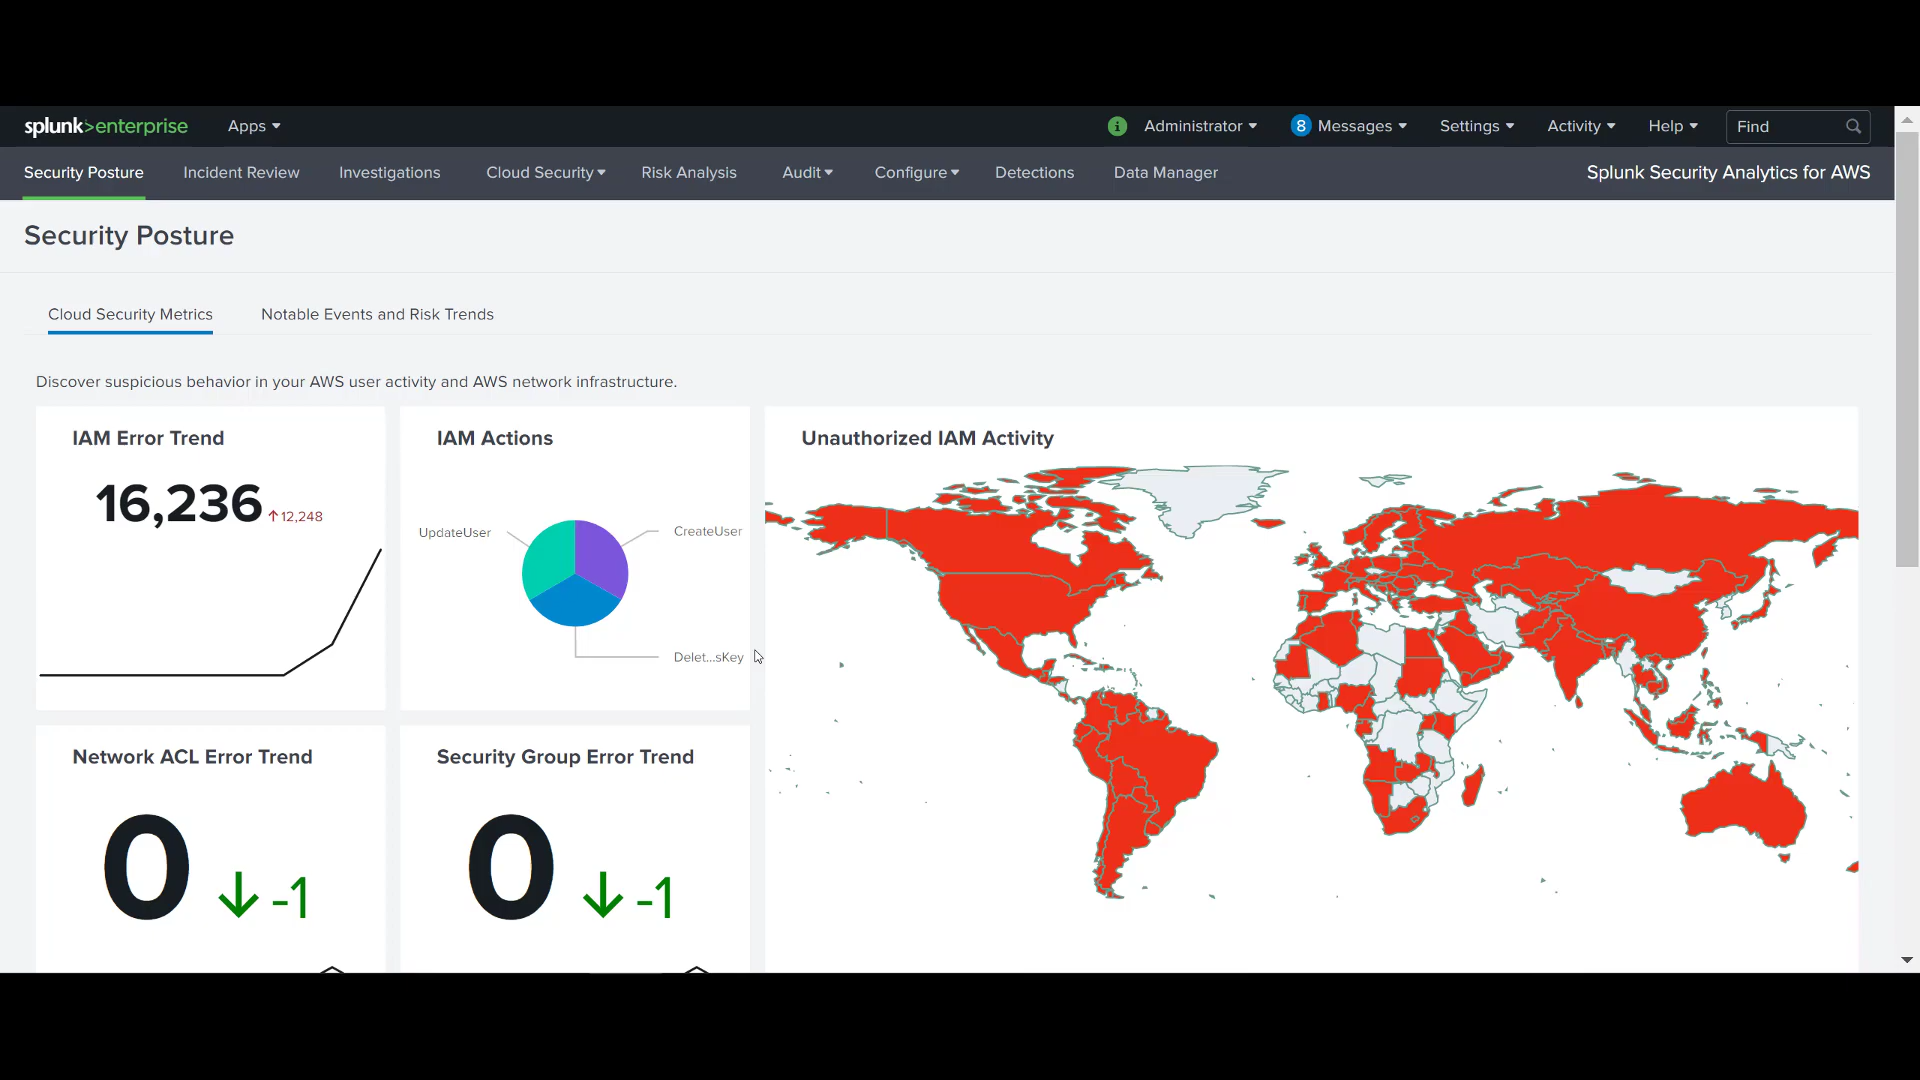 splunk>enterprise Apps i Administrator 8 Messages Settings Activity Help Find
Security Posture Incident Review Investigations Cloud Security Risk Analysis Audit Configure Detections Data Manager Splunk Security Analytics for AWS
Security Posture
Cloud Security Metrics Notable Events and Risk Trends
Discover suspicious behavior in your AWS user activity and AWS network infrastructure.
IAM Error Trend
16,236 ↑12,248
IAM Actions
UpdateUser
CreateUser
Delet...sKey
Unauthorized IAM Activity
Network ACL Error Trend
0 ↓ -1
Security Group Error Trend
0 ↓ -1